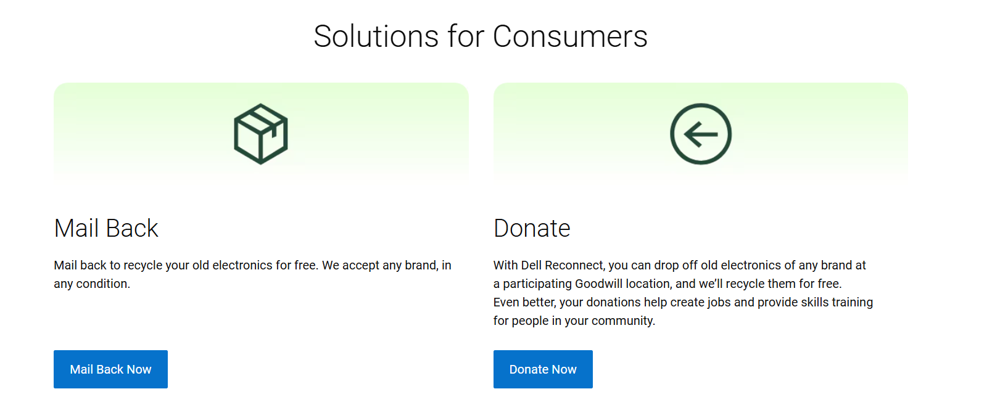 Solutions for Consumers
Mail Back
Mail back to recycle your old electronics for free. We accept any brand, in
any condition.
Mail Back Now
Donate
With Dell Reconnect, you can drop off old electronics of any brand at
a participating Goodwill location, and we’ll recycle them for free.
Even better, your donations help create jobs and provide skills training
for people in your community.
Donate Now